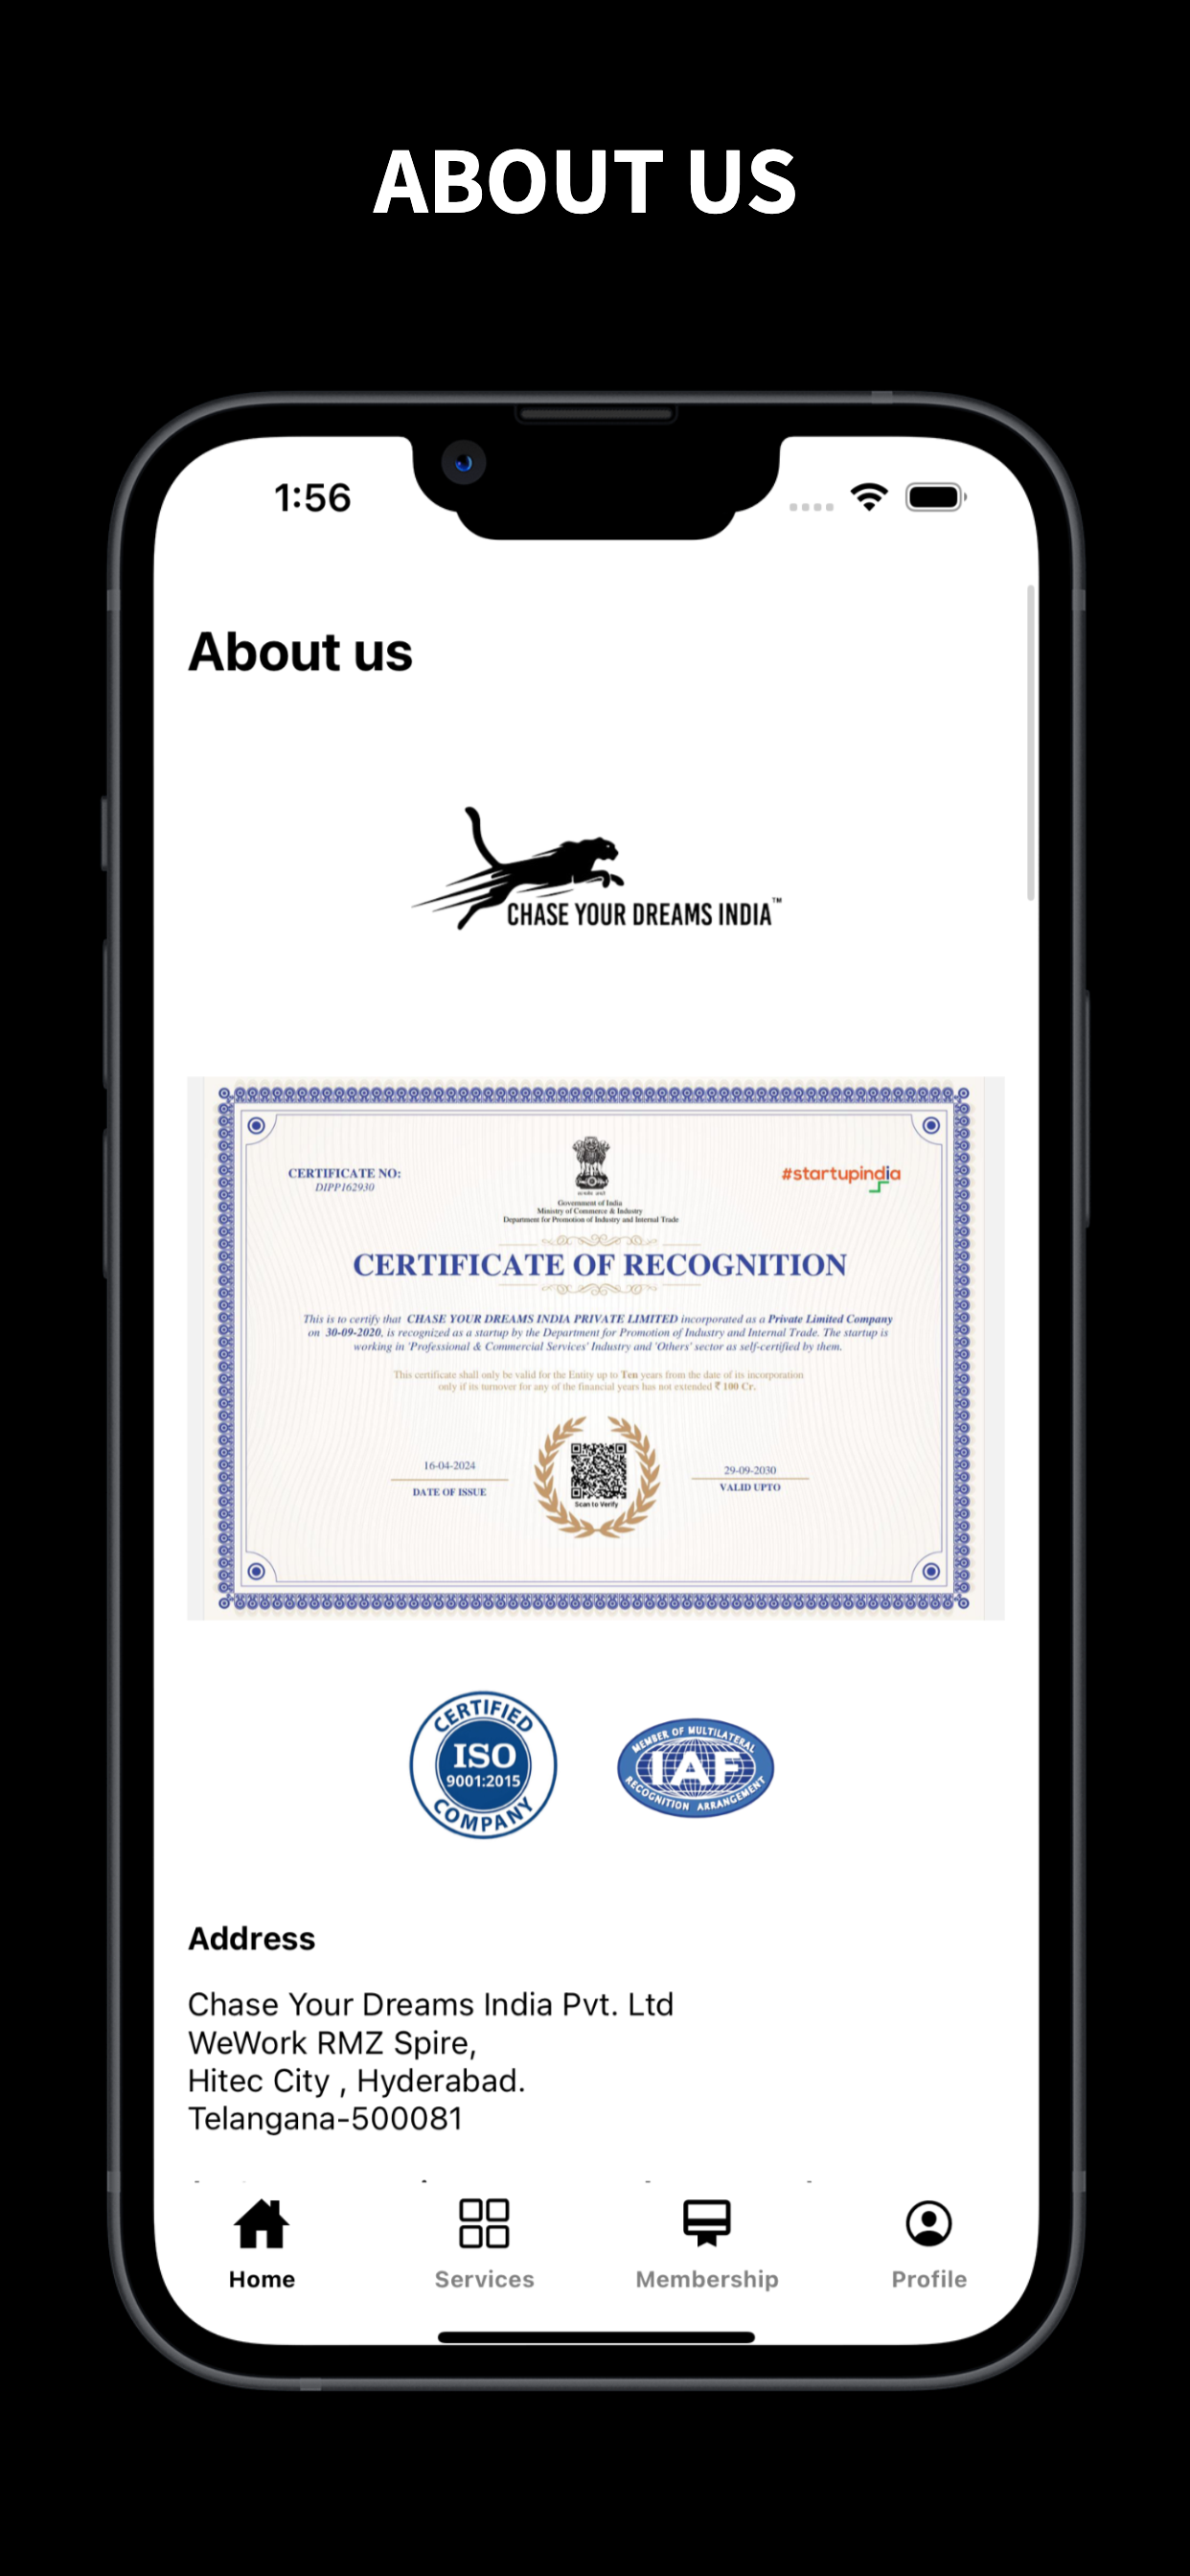 ABOUT US
1:56
About us
CHASE YOUR DREAMS INDIA™
CERTIFICATE NO:
DIPP162930
#startupindia
Government of India
Ministry of Commerce & Industry
Department for Promotion of Industry and Internal Trade
CERTIFICATE OF RECOGNITION
This is to certify that CHASE YOUR DREAMS INDIA PRIVATE LIMITED incorporated as a Private Limited Company
on 30-09-2020, is recognized as a startup by the Department for Promotion of Industry and Internal Trade. The startup is
working in 'Professional & Commercial Services' Industry and 'Others' sector as self-certified by them.
This certificate shall only be valid for the Entity up to Ten years from the date of its incorporation
only if its turnover for any of the financial years has not extended ₹ 100 Cr.
16-04-2024
DATE OF ISSUE
Scan to Verify
29-09-2030
VALID UPTO
CERTIFIED
ISO
9001:2015
COMPANY
MEMBER OF MULTILATERAL
IAF
RECOGNITION ARRANGEMENT
Address
Chase Your Dreams India Pvt. Ltd
WeWork RMZ Spire,
Hitec City , Hyderabad.
Telangana-500081
Home
Services
Membership
Profile